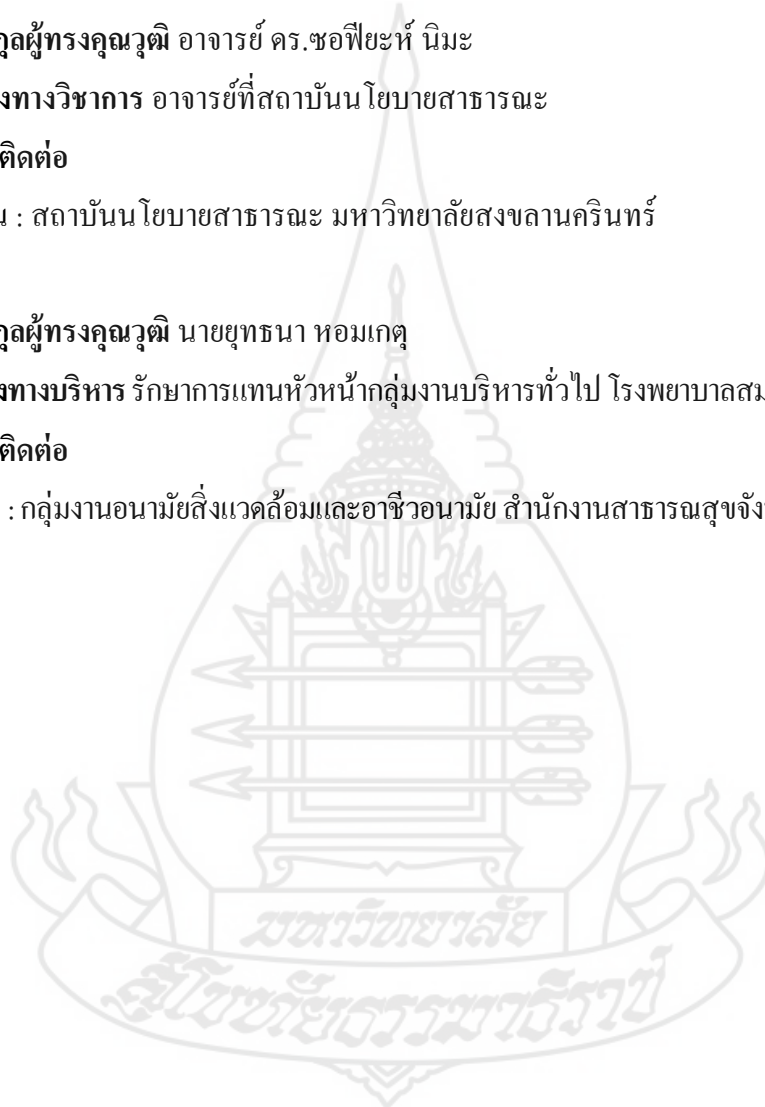 กุลผู้ทรงคุณวุฒิ อาจารย์ ดร.ซอฟียะห์ นิมะ
งทางวิชาการ อาจารย์ที่สถาบันนโยบายสาธารณะ
ติดต่อ
น : สถาบันนโยบายสาธารณะ มหาวิทยาลัยสงขลานครินทร์
กุลผู้ทรงคุณวุฒิ นายยุทธนา หอมเกตุ
งทางบริหาร รักษาการแทนหัวหน้ากลุ่มงานบริหารทั่วไป โรงพยาบาลสม
ติดต่อ
: กลุ่มงานอนามัยสิ่งแวดล้อมและอาชีวอนามัย สำนักงานสาธารณสุขจัง
มหาวิทยาลัย
สุโขทัยธรรมาธิราช